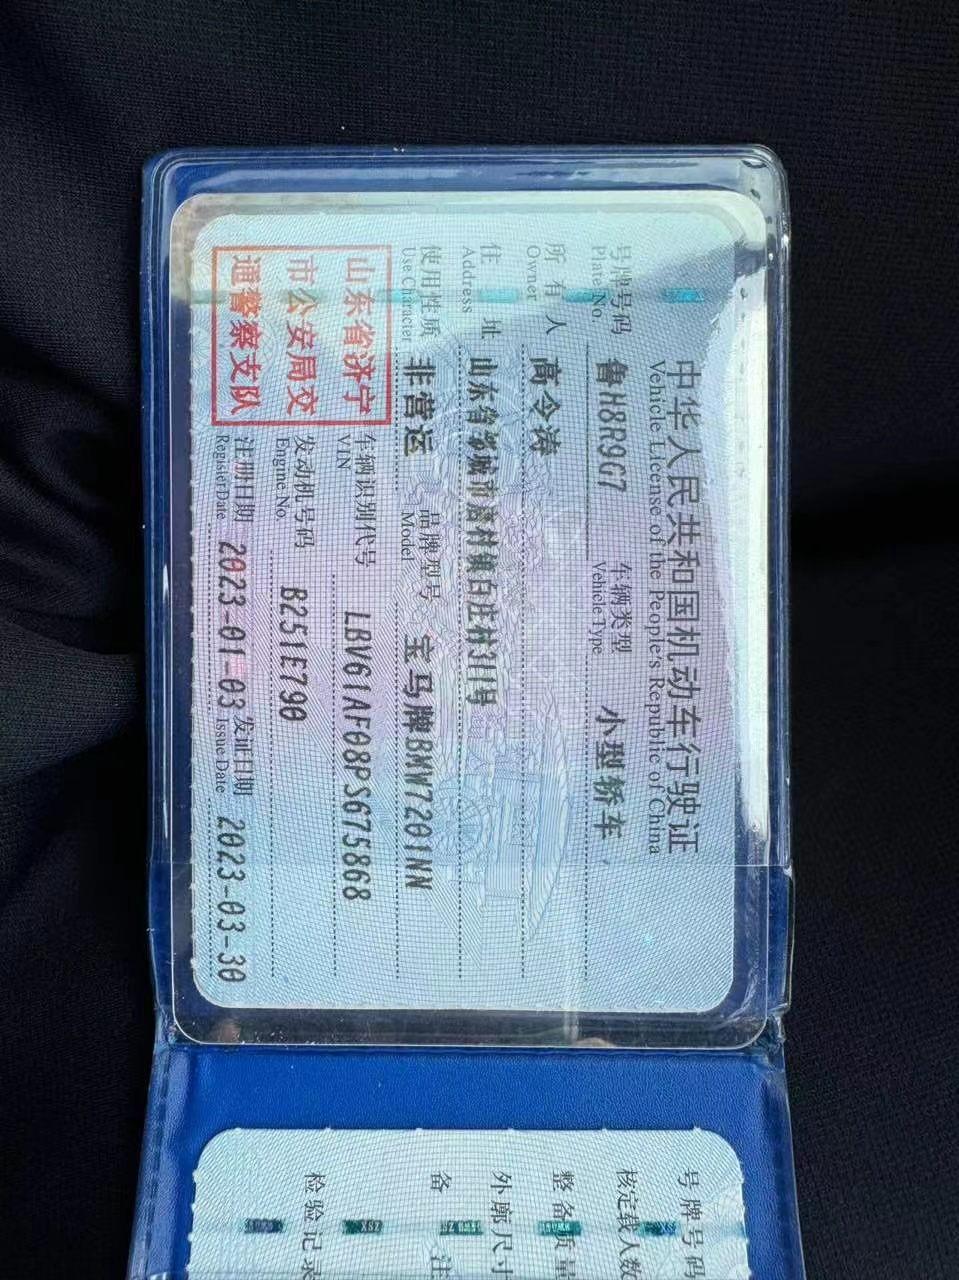 中华人民共和国机动车行驶证
Vehicle License of the People's Republic of China
号牌号码 鲁H8R9G7 车辆类型 小型轿车
Plate No. Vehicle Type
所有人 高令涛
Owner
住址 山东省邹城市唐村镇白庄村311号
Address
使用性质 非营运 品牌型号 宝马牌BMW7201NN
Use Character Model
山东省济宁
市公安局交
通警察支队
车辆识别代号 LBV61AF08PS675868
VIN
发动机号码 B251E790
Engine No.
注册日期 2023-01-03 发证日期 2023-03-30
Register Date Issue Date
号牌号码
核定载人数
整备质量
外廓尺寸
备注
检验记录